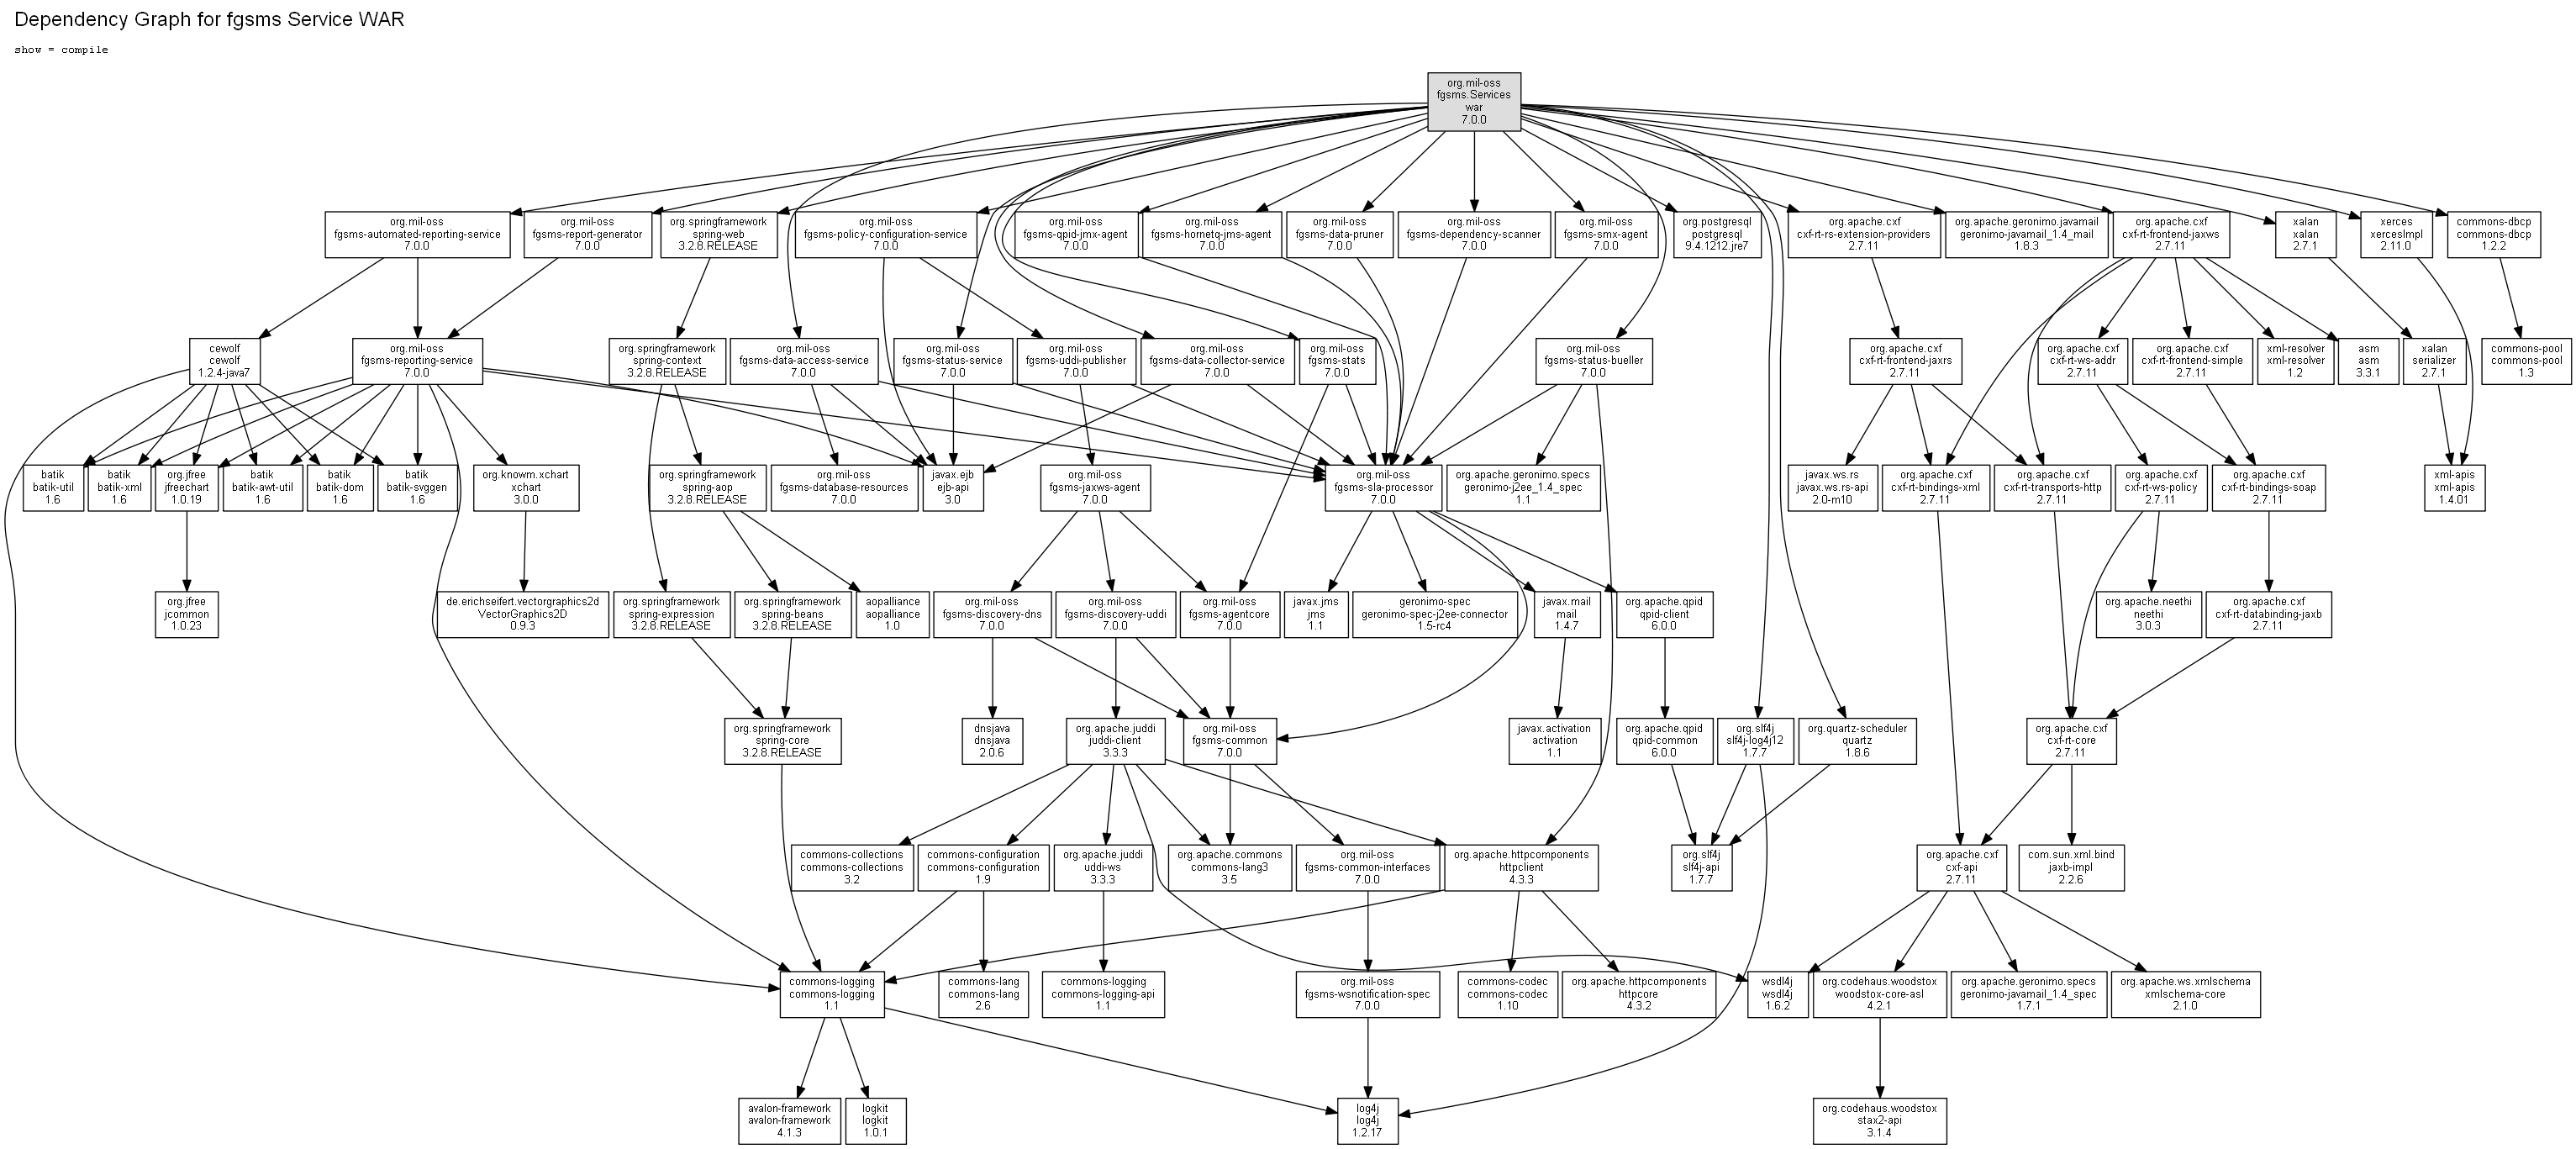 Dependency Graph for fgsms Service WAR
show = compile
org.mil-oss
fgsms.Services
war
7.0.0
org.mil-oss
fgsms-automated-reporting-service
7.0.0
org.mil-oss
fgsms-report-generator
7.0.0
org.springframework
spring-web
3.2.8.RELEASE
org.mil-oss
fgsms-policy-configuration-service
7.0.0
org.mil-oss
fgsms-qpid-jmx-agent
7.0.0
org.mil-oss
fgsms-hornetq-jms-agent
7.0.0
org.mil-oss
fgsms-data-pruner
7.0.0
org.mil-oss
fgsms-dependency-scanner
7.0.0
org.mil-oss
fgsms-smx-agent
7.0.0
org.postgresql
postgresql
9.4.1212.jre7
org.apache.cxf
cxf-rt-rs-extension-providers
2.7.11
org.apache.geronimo.javamail
geronimo-javamail_1.4_mail
1.8.3
org.apache.cxf
cxf-rt-frontend-jaxws
2.7.11
xalan
xalan
2.7.1
xerces
xercesImpl
2.11.0
commons-dbcp
commons-dbcp
1.2.2
cewolf
cewolf
1.2.4-java7
org.mil-oss
fgsms-reporting-service
7.0.0
org.springframework
spring-context
3.2.8.RELEASE
org.mil-oss
fgsms-data-access-service
7.0.0
org.mil-oss
fgsms-status-service
7.0.0
org.mil-oss
fgsms-uddi-publisher
7.0.0
org.mil-oss
fgsms-data-collector-service
7.0.0
org.mil-oss
fgsms-stats
7.0.0
org.mil-oss
fgsms-status-bueller
7.0.0
org.apache.cxf
cxf-rt-frontend-jaxrs
2.7.11
org.apache.cxf
cxf-rt-ws-addr
2.7.11
org.apache.cxf
cxf-rt-frontend-simple
2.7.11
xml-resolver
xml-resolver
1.2
asm
asm
3.3.1
xalan
serializer
2.7.1
commons-pool
commons-pool
1.3
batik
batik-util
1.6
batik
batik-xml
1.6
org.jfree
jfreechart
1.0.19
batik
batik-awt-util
1.6
batik
batik-dom
1.6
batik
batik-svggen
1.6
org.knowm.xchart
xchart
3.0.0
org.springframework
spring-aop
3.2.8.RELEASE
org.mil-oss
fgsms-database-resources
7.0.0
javax.ejb
ejb-api
3.0
org.mil-oss
fgsms-jaxws-agent
7.0.0
org.mil-oss
fgsms-sla-processor
7.0.0
org.apache.geronimo.specs
geronimo-j2ee_1.4_spec
1.1
javax.ws.rs
javax.ws.rs-api
2.0-m10
org.apache.cxf
cxf-rt-bindings-xml
2.7.11
org.apache.cxf
cxf-rt-transports-http
2.7.11
org.apache.cxf
cxf-rt-ws-policy
2.7.11
org.apache.cxf
cxf-rt-bindings-soap
2.7.11
xml-apis
xml-apis
1.4.01
org.jfree
jcommon
1.0.23
de.erichseifert.vectorgraphics2d
VectorGraphics2D
0.9.3
org.springframework
spring-expression
3.2.8.RELEASE
org.springframework
spring-beans
3.2.8.RELEASE
aopalliance
aopalliance
1.0
org.mil-oss
fgsms-discovery-dns
7.0.0
org.mil-oss
fgsms-discovery-uddi
7.0.0
org.mil-oss
fgsms-agentcore
7.0.0
javax.jms
jms
1.1
geronimo-spec
geronimo-spec-j2ee-connector
1.5-rc4
javax.mail
mail
1.4.7
org.apache.qpid
qpid-client
6.0.0
org.apache.neethi
neethi
3.0.3
org.apache.cxf
cxf-rt-databinding-jaxb
2.7.11
org.springframework
spring-core
3.2.8.RELEASE
dnsjava
dnsjava
2.0.6
org.apache.juddi
juddi-client
3.3.3
org.mil-oss
fgsms-common
7.0.0
javax.activation
activation
1.1
org.apache.qpid
qpid-common
6.0.0
org.slf4j
slf4j-log4j12
1.7.7
org.quartz-scheduler
quartz
1.8.6
org.apache.cxf
cxf-rt-core
2.7.11
commons-collections
commons-collections
3.2
commons-configuration
commons-configuration
1.9
org.apache.juddi
uddi-ws
3.3.3
org.apache.commons
commons-lang3
3.5
org.mil-oss
fgsms-common-interfaces
7.0.0
org.apache.httpcomponents
httpclient
4.3.3
org.slf4j
slf4j-api
1.7.7
org.apache.cxf
cxf-api
2.7.11
com.sun.xml.bind
jaxb-impl
2.2.6
commons-logging
commons-logging
1.1
commons-lang
commons-lang
2.6
commons-logging
commons-logging-api
1.1
org.mil-oss
fgsms-wsnotification-spec
7.0.0
commons-codec
commons-codec
1.10
org.apache.httpcomponents
httpcore
4.3.2
wsdl4j
wsdl4j
1.6.2
org.codehaus.woodstox
woodstox-core-asl
4.2.1
org.apache.geronimo.specs
geronimo-javamail_1.4_spec
1.7.1
org.apache.ws.xmlschema
xmlschema-core
2.1.0
avalon-framework
avalon-framework
4.1.3
logkit
logkit
1.0.1
log4j
log4j
1.2.17
org.codehaus.woodstox
stax2-api
3.1.4